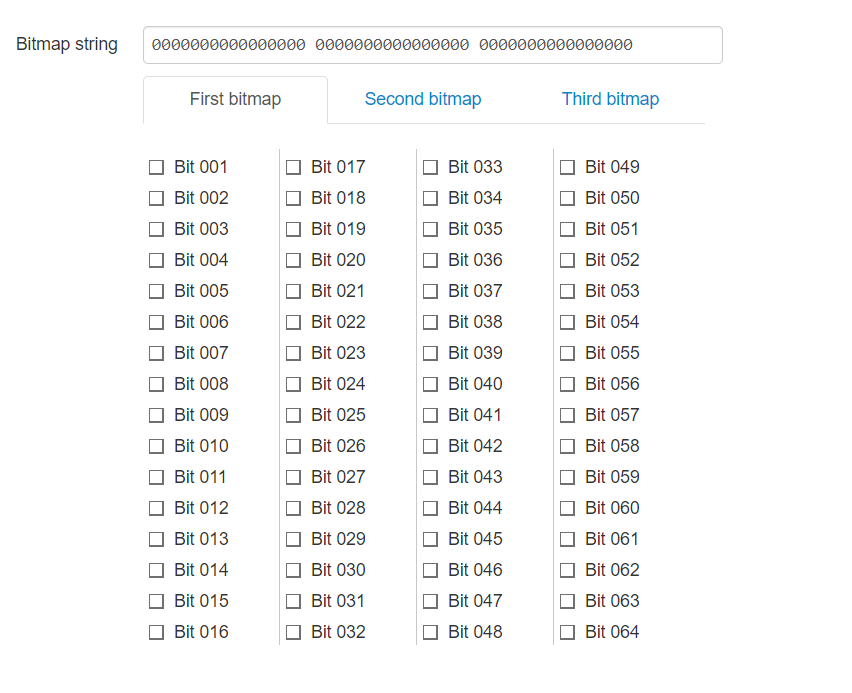 Bitmap string 0000000000000000 0000000000000000 0000000000000000
First bitmap Second bitmap Third bitmap
Bit 001 Bit 017 Bit 033 Bit 049
Bit 002 Bit 018 Bit 034 Bit 050
Bit 003 Bit 019 Bit 035 Bit 051
Bit 004 Bit 020 Bit 036 Bit 052
Bit 005 Bit 021 Bit 037 Bit 053
Bit 006 Bit 022 Bit 038 Bit 054
Bit 007 Bit 023 Bit 039 Bit 055
Bit 008 Bit 024 Bit 040 Bit 056
Bit 009 Bit 025 Bit 041 Bit 057
Bit 010 Bit 026 Bit 042 Bit 058
Bit 011 Bit 027 Bit 043 Bit 059
Bit 012 Bit 028 Bit 044 Bit 060
Bit 013 Bit 029 Bit 045 Bit 061
Bit 014 Bit 030 Bit 046 Bit 062
Bit 015 Bit 031 Bit 047 Bit 063
Bit 016 Bit 032 Bit 048 Bit 064